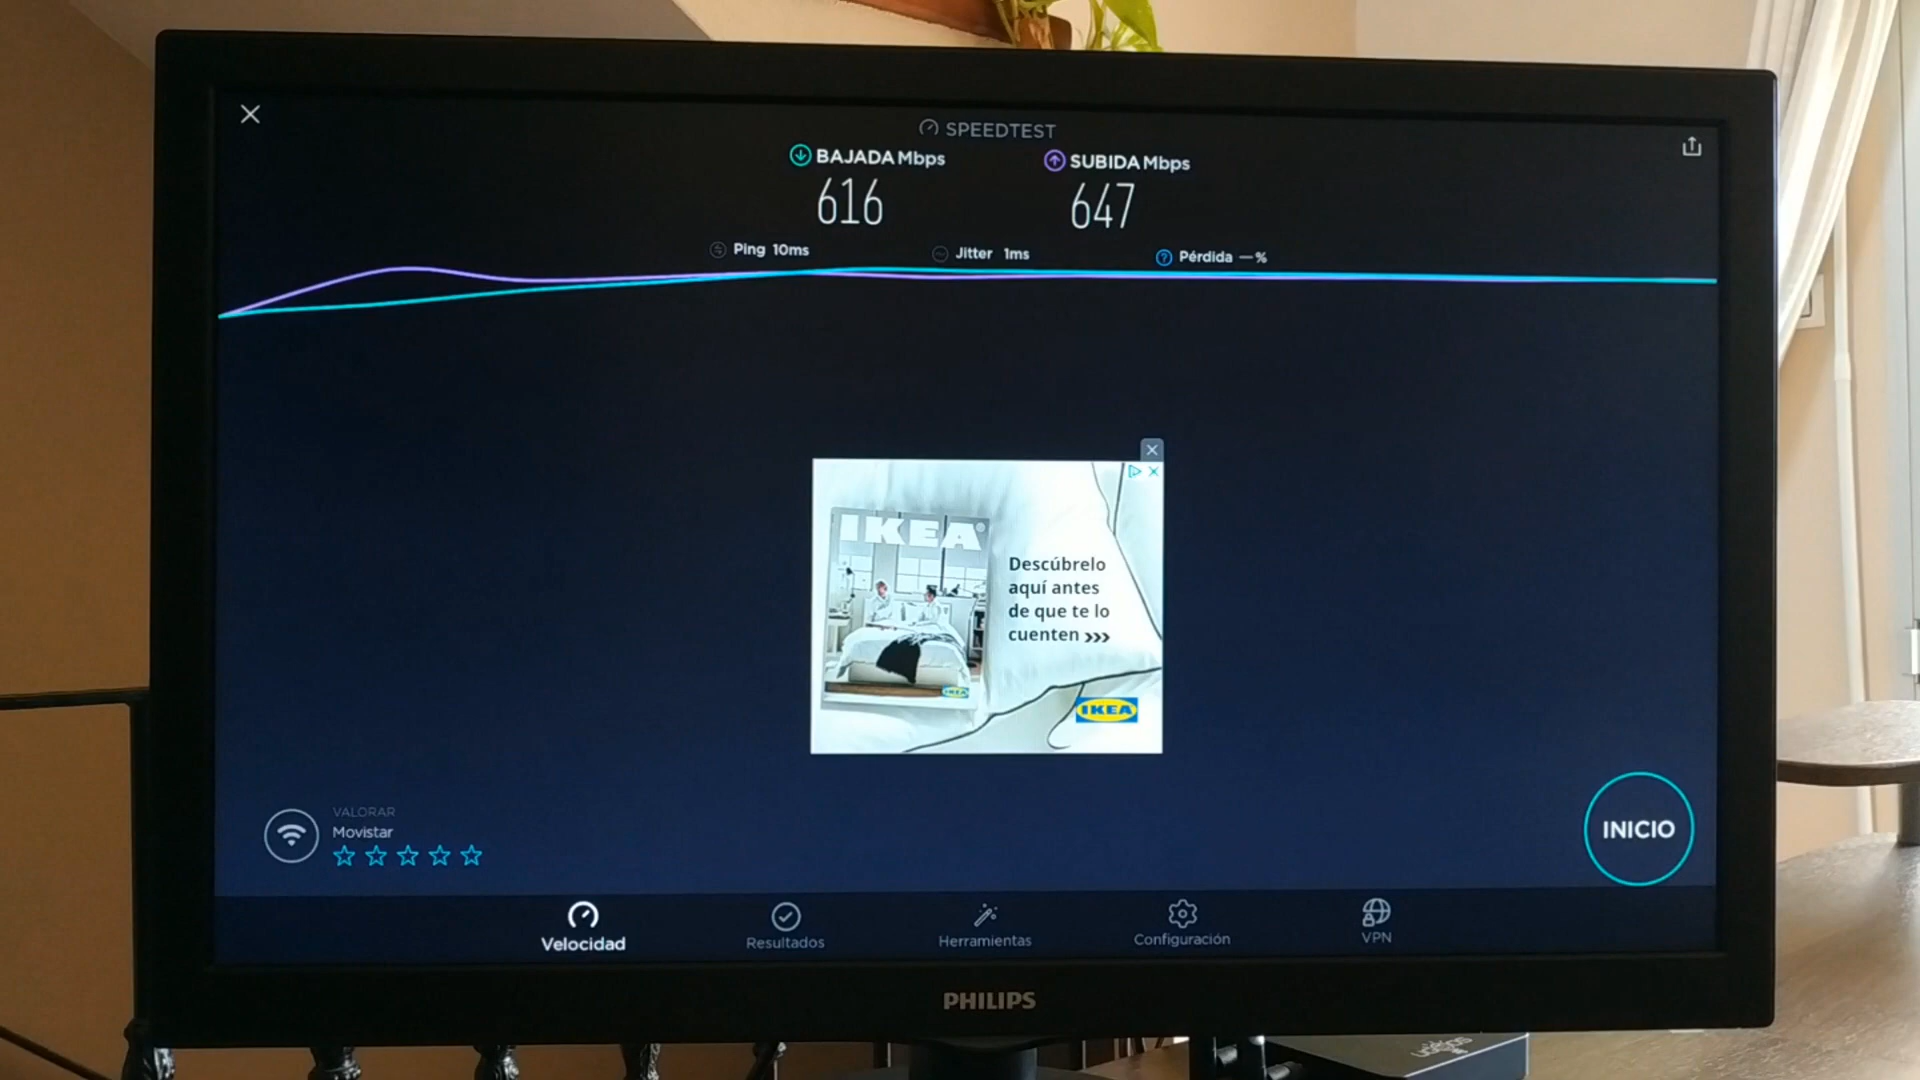 SPEEDTEST
BAJADA Mbps
616
SUBIDA Mbps
647
Ping 10ms
Jitter 1ms
Pérdida —%
IKEA
Descúbrelo
aquí antes
de que te lo
cuenten >>>
IKEA
IKEA
VALORAR
Movistar
INICIO
Velocidad
Resultados
Herramientas
Configuración
VPN
PHILIPS